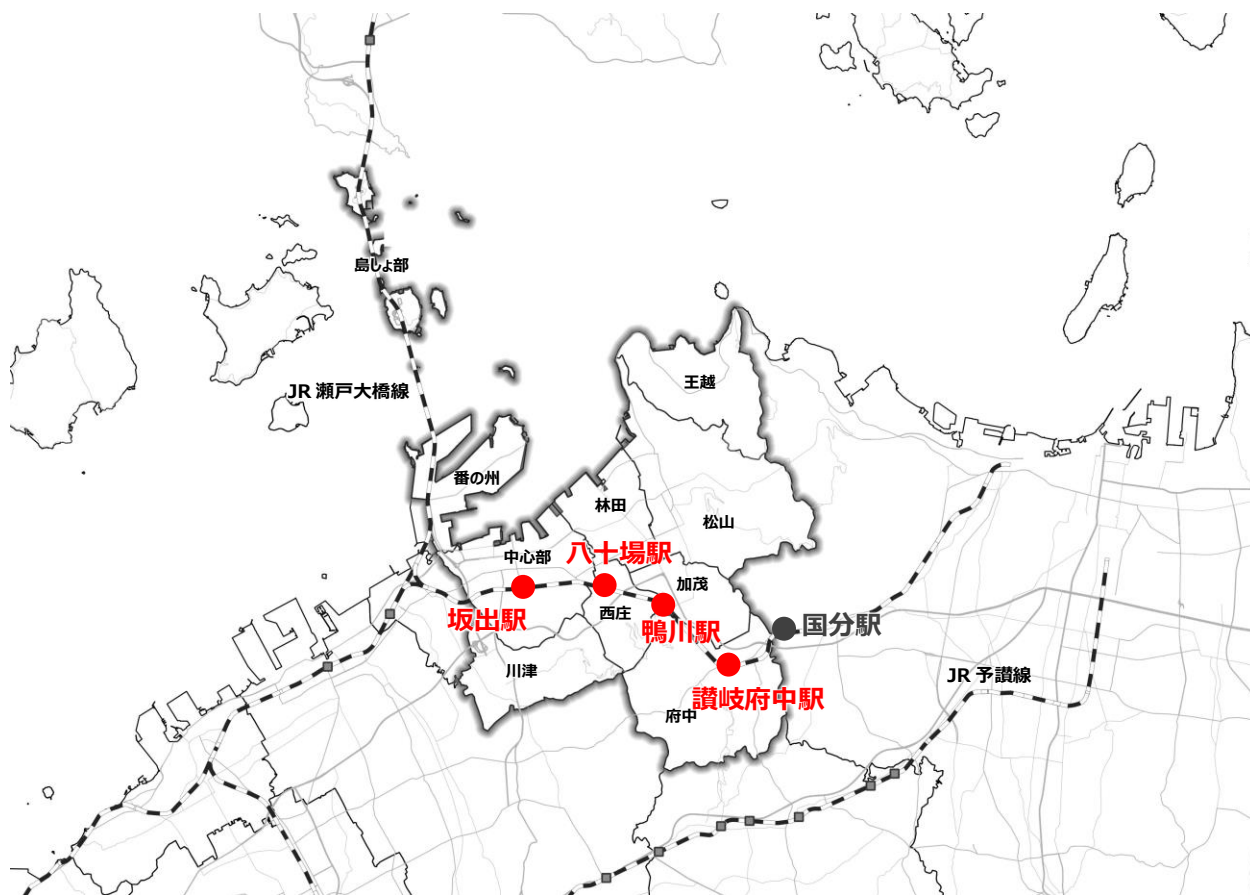 島しょ部
王越
JR 瀬戸大橋線
番の州
林田
松山
中心部
八十場駅
加茂
坂出駅
西庄
鴨川駅
国分駅
川津
JR 予讃線
讃岐府中駅
府中